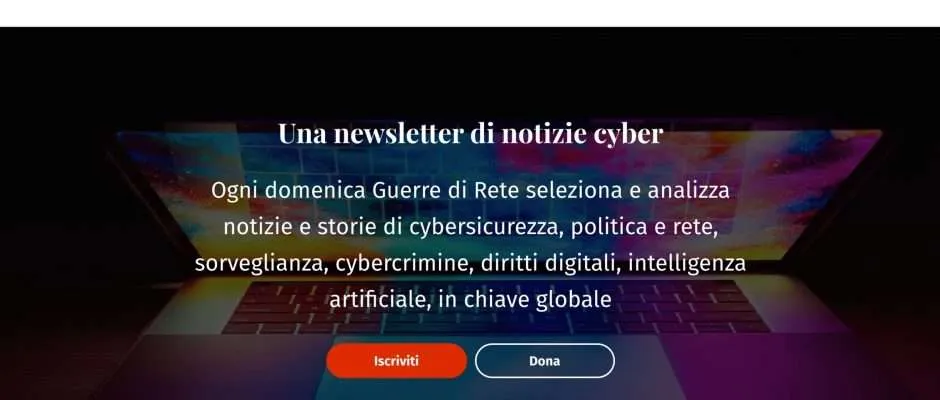 Una newsletter di notizie cyber
Ogni domenica Guerre di Rete seleziona e analizza
notizie e storie di cybersicurezza, politica e rete,
sorveglianza, cybercrimine, diritti digitali, intelligenza
artificiale, in chiave globale
Iscriviti
Dona